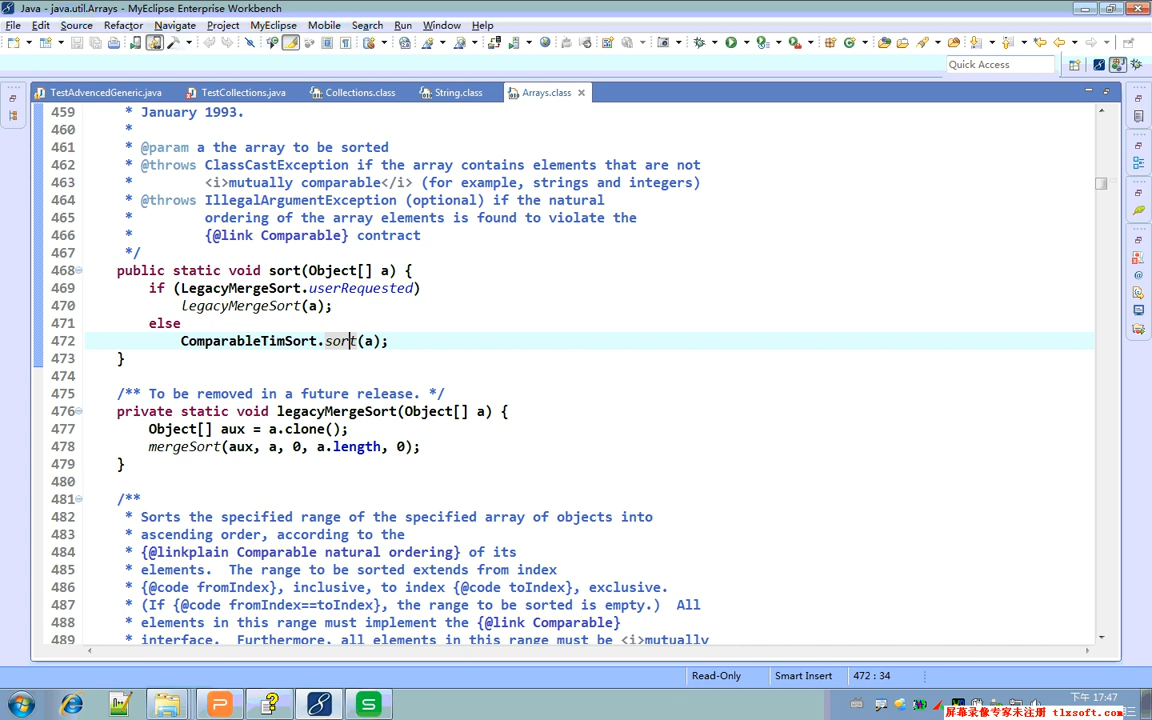 Java - java.util.Arrays - MyEclipse Enterprise Workbench
File Edit Source Refactor Navigate Project MyEclipse Mobile Search Run Window Help
Quick Access
TestAdvencedGeneric.java TestCollections.java Collections.class String.class Arrays.class
459 * January 1993.
460 *
461 * @param a the array to be sorted
462 * @throws ClassCastException if the array contains elements that are not
463 * <i>mutually comparable</i> (for example, strings and integers)
464 * @throws IllegalArgumentException (optional) if the natural
465 * ordering of the array elements is found to violate the
466 * {@link Comparable} contract
467 */
468 public static void sort(Object[] a) {
469 if (LegacyMergeSort.userRequested)
470 legacyMergeSort(a);
471 else
472 ComparableTimSort.sort(a);
473 }
474
475 /** To be removed in a future release. */
476 private static void legacyMergeSort(Object[] a) {
477 Object[] aux = a.clone();
478 mergeSort(aux, a, 0, a.length, 0);
479 }
480
481 /**
482 * Sorts the specified range of the specified array of objects into
483 * ascending order, according to the
484 * {@linkplain Comparable natural ordering} of its
485 * elements.  The range to be sorted extends from index
486 * {@code fromIndex}, inclusive, to index {@code toIndex}, exclusive.
487 * (If {@code fromIndex==toIndex}, the range to be sorted is empty.)  All
488 * elements in this range must implement the {@link Comparable}
489 * interface.  Furthermore, all elements in this range must be <i>mutually
Read-Only Smart Insert 472 : 34
下午 17:47
屏幕录像专家未注册 tlxsoft.com